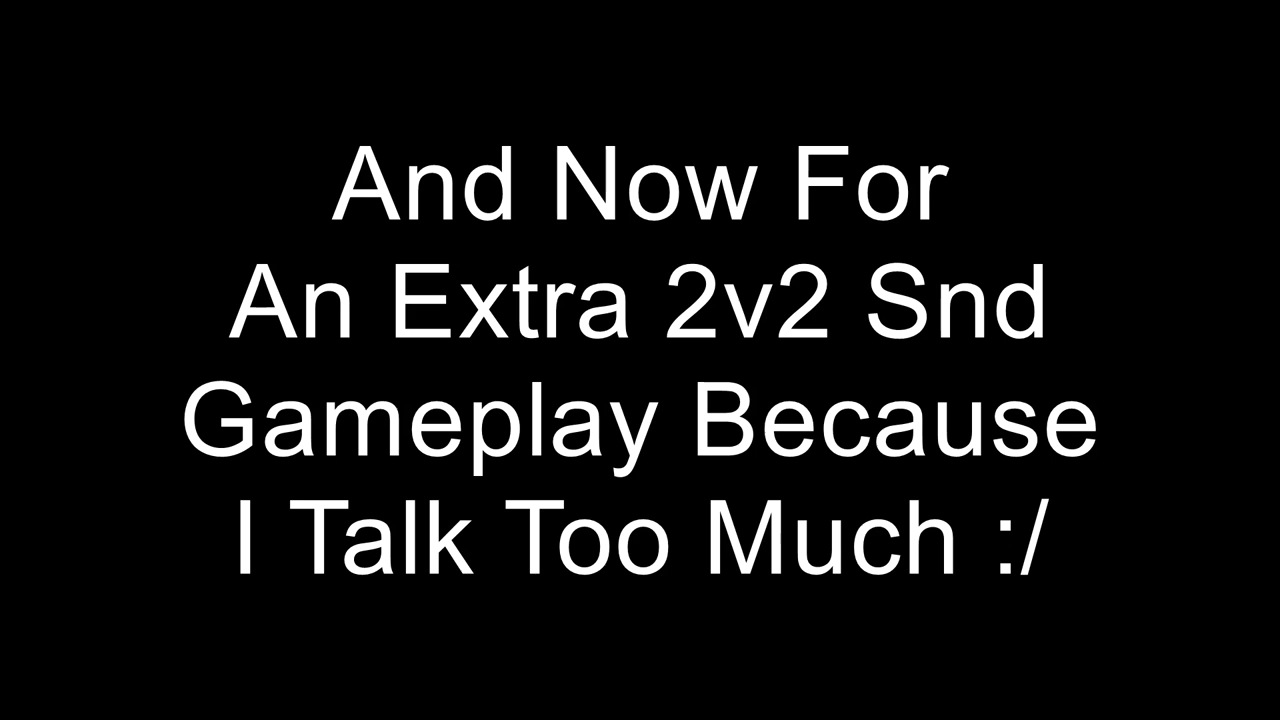 And Now For
An Extra 2v2 Snd
Gameplay Because
I Talk Too Much :/